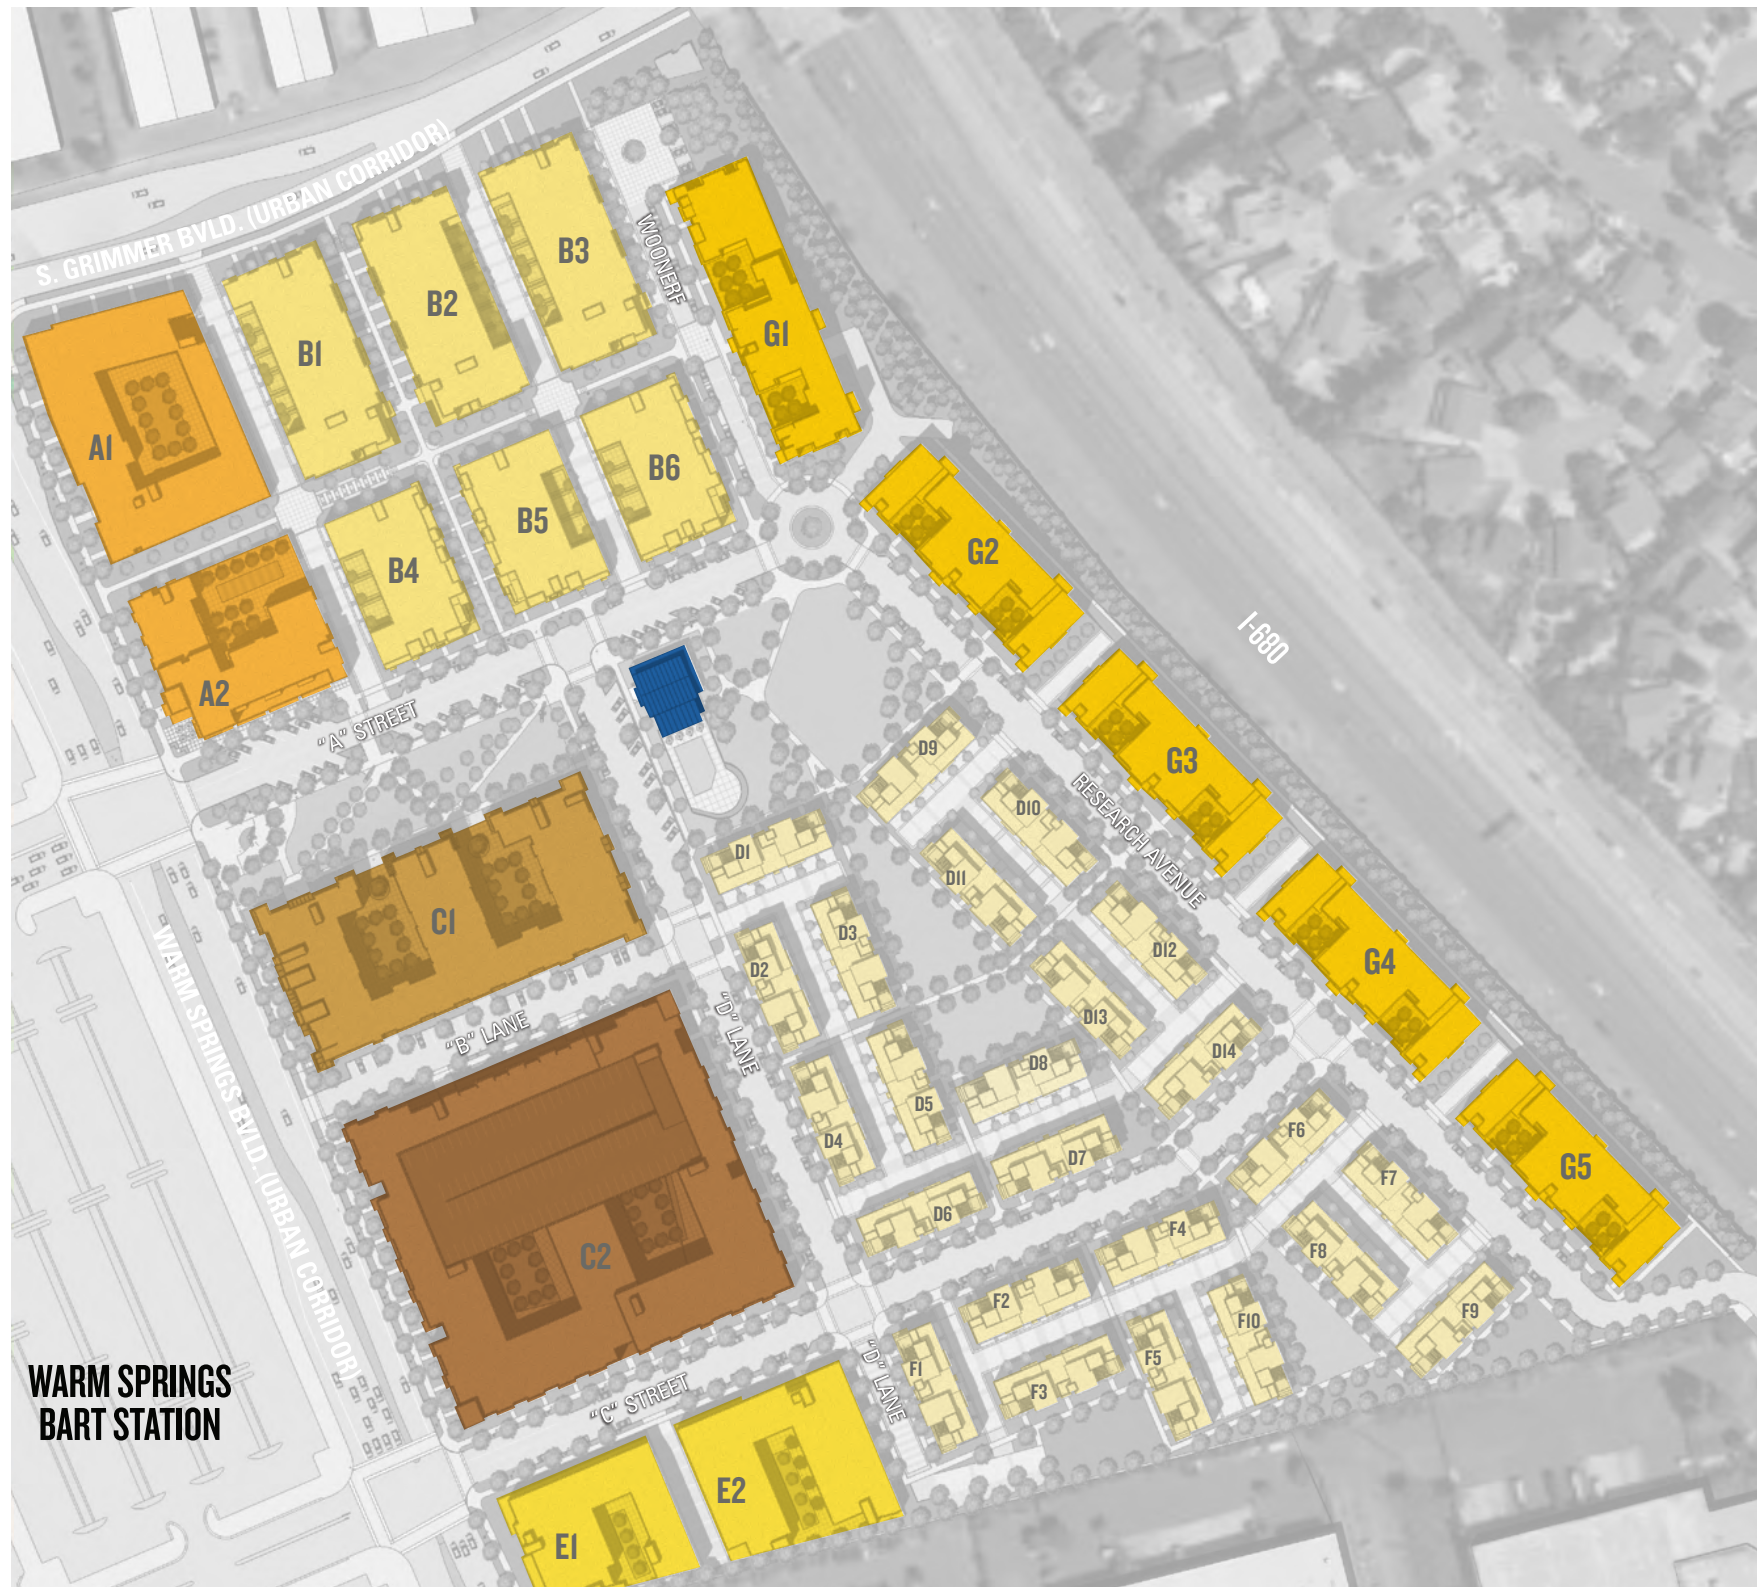 S. GRIMMER BVLD. (URBAN CORRIDOR)
WOONERF
B3
B2
B1
G1
A1
B6
B5
B4
G2
I-680
A2
"A" STREET
D9
G3
D10
RESEARCH AVENUE
D1
D11
C1
D3
D12
G4
D2
WARM SPRINGS BVLD. (URBAN CORRIDOR)
"B" LANE
"D" LANE
D13
D14
D8
D5
D4
F6
D7
G5
F7
D6
F4
C2
F8
F2
F10
F9
F1
F5
F3
WARM SPRINGS
BART STATION
"C" STREET
"D" LANE
E2
E1